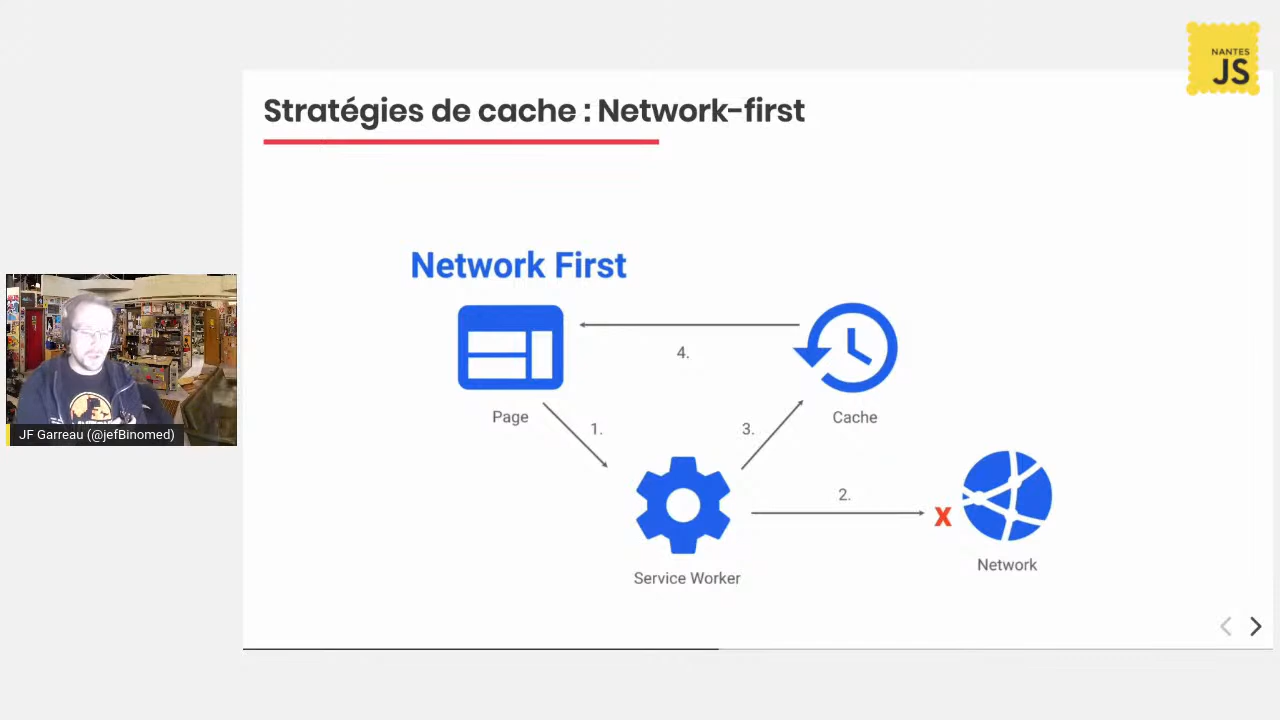 NANTES
JS
Stratégies de cache : Network-first
Network First
4.
Page
1.
3.
Cache
2.
X
Service Worker
Network
JF Garreau (@jefBinomed)